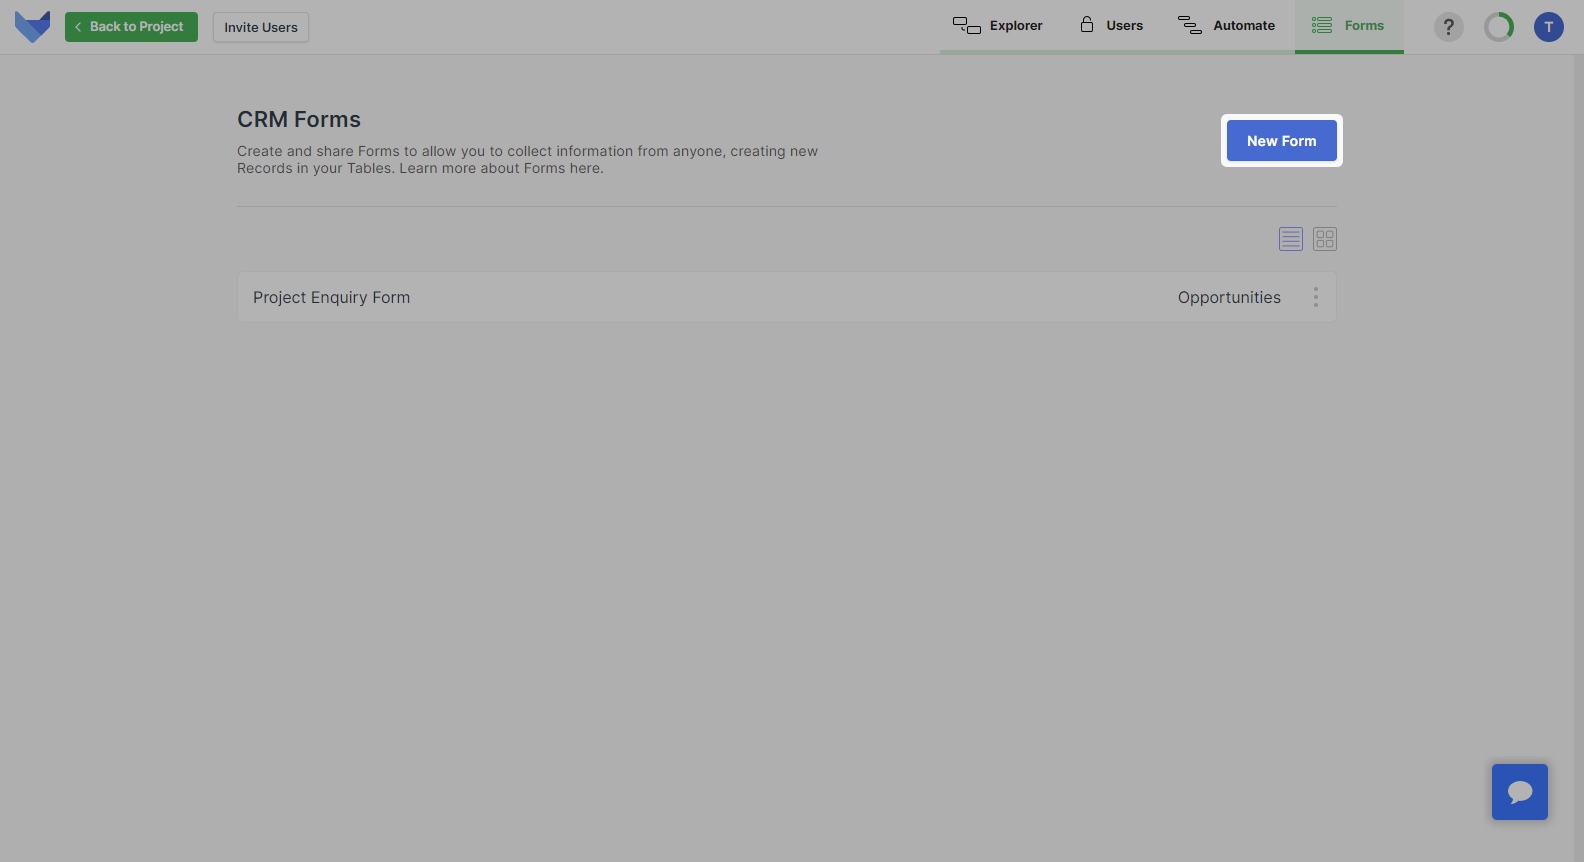 Back to Project
Invite Users
Explorer
Users
Automate
Forms
?
T
CRM Forms
New Form
Create and share Forms to allow you to collect information from anyone, creating new
Records in your Tables. Learn more about Forms here.
Project Enquiry Form
Opportunities